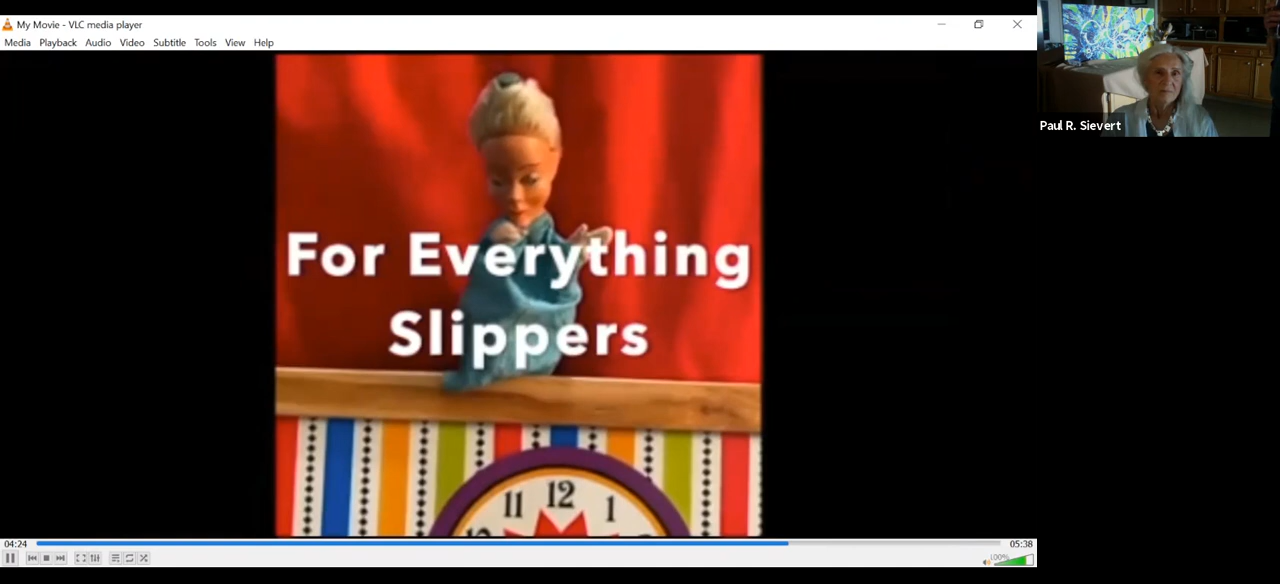 My Movie - VLC media player
Media Playback Audio Video Subtitle Tools View Help
Paul R. Sievert
For Everything
Slippers
11 12 1
04:24
05:38
100%